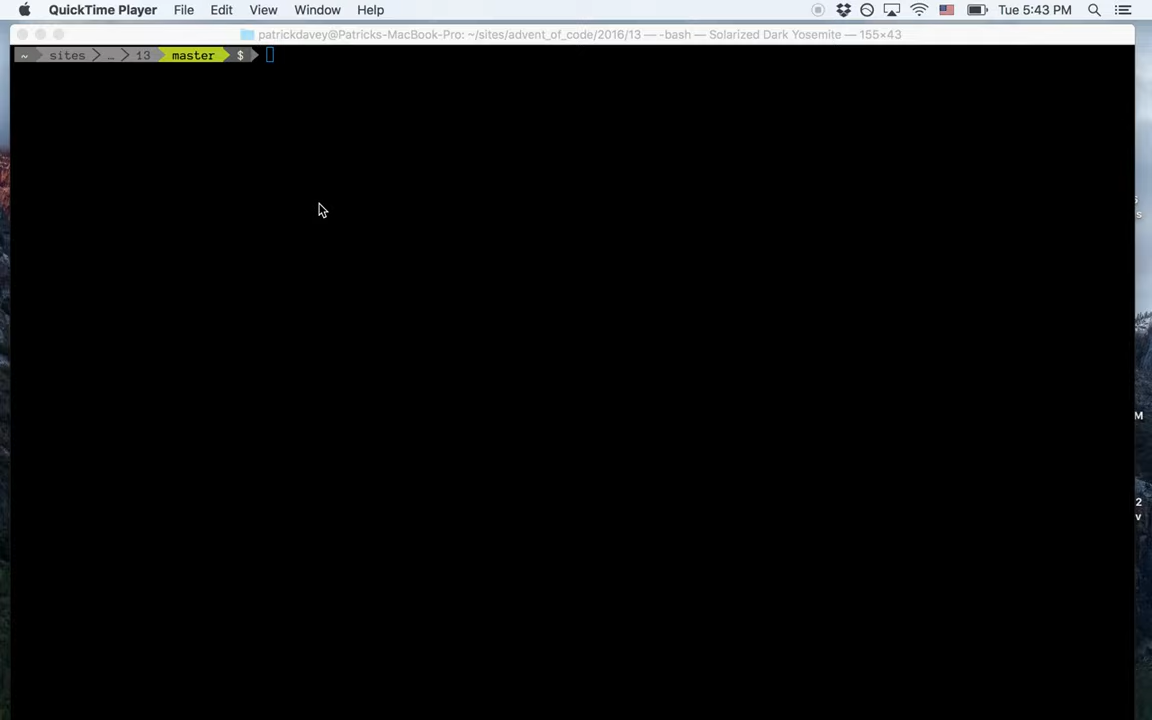 QuickTime Player File Edit View Window Help Tue 5:43 PM
patrickdavey@Patricks-MacBook-Pro: ~/sites/advent_of_code/2016/13 — -bash — Solarized Dark Yosemite — 155×43
~ sites … 13 master $
s
M
2
v